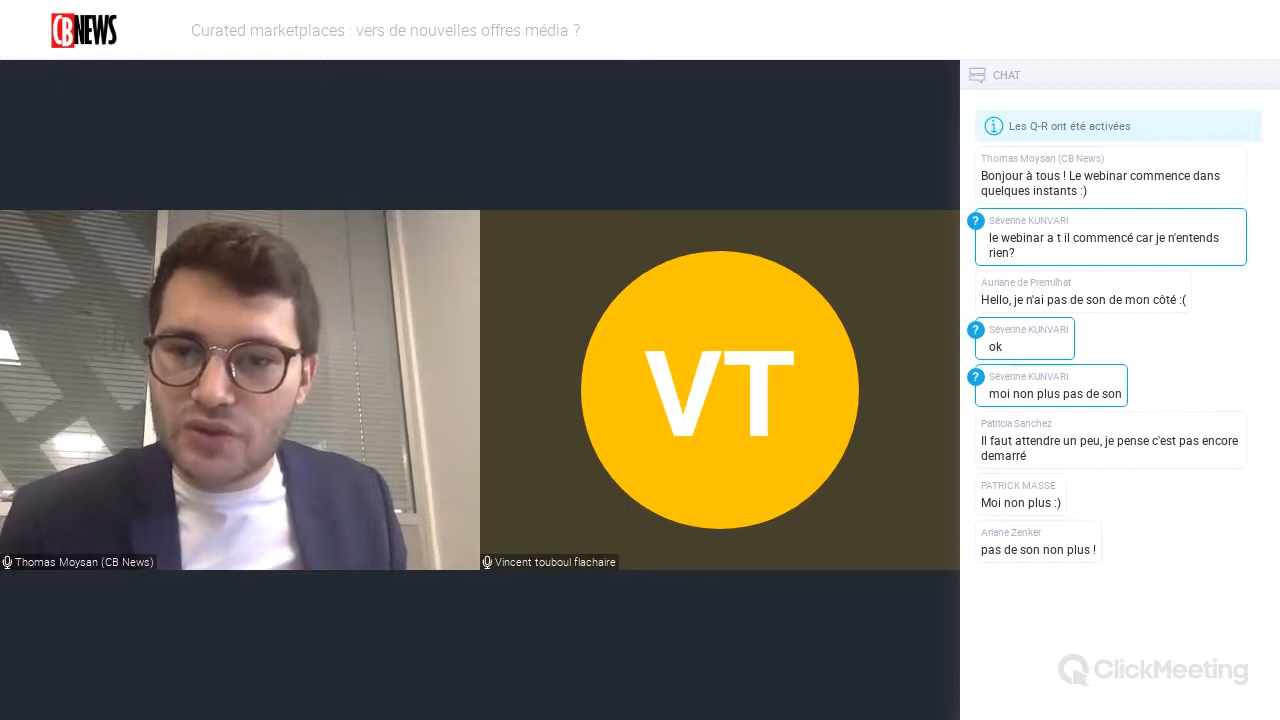 CBNEWS
Curated marketplaces : vers de nouvelles offres média ?
CHAT
Les Q-R ont été activées
Thomas Moysan (CB News)
Bonjour à tous ! Le webinar commence dans
quelques instants :)
?
Séverine KUNVARI
le webinar a t il commencé car je n'entends
rien?
Auriane de Premilhat
Hello, je n'ai pas de son de mon côté :(
?
Séverine KUNVARI
ok
?
Séverine KUNVARI
moi non plus pas de son
Patricia Sanchez
Il faut attendre un peu, je pense c'est pas encore
demarré
PATRICK MASSE
Moi non plus :)
Ariane Zenker
pas de son non plus !
VT
Thomas Moysan (CB News)
Vincent touboul flachaire
ClickMeeting